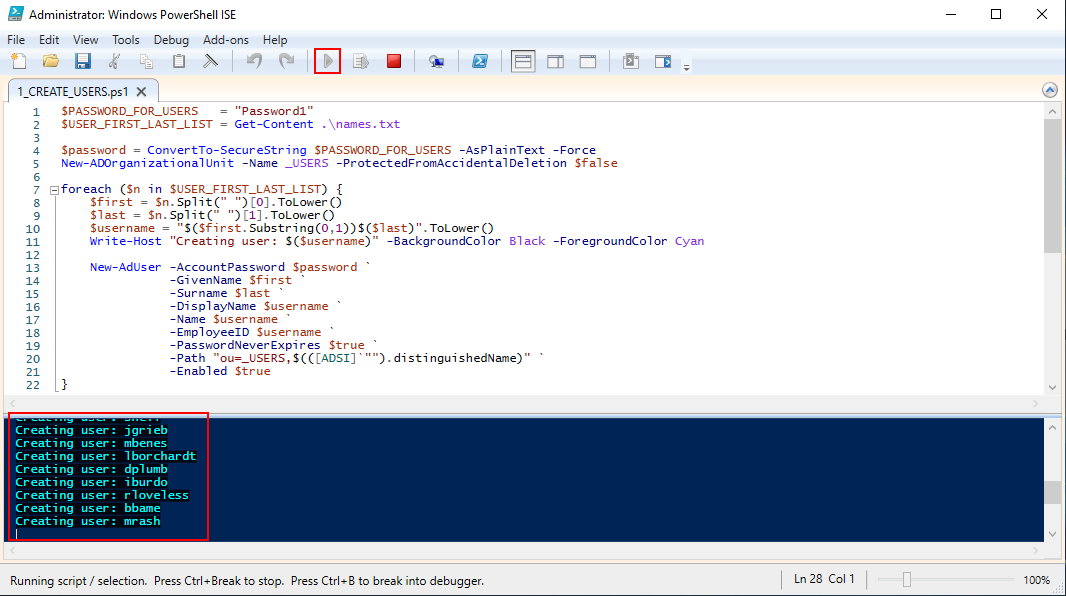 Administrator: Windows PowerShell ISE
File Edit View Tools Debug Add-ons Help
1_CREATE_USERS.ps1
1 $PASSWORD_FOR_USERS   = "Password1"
2 $USER_FIRST_LAST_LIST = Get-Content .\names.txt
3
4 $password = ConvertTo-SecureString $PASSWORD_FOR_USERS -AsPlainText -Force
5 New-ADOrganizationalUnit -Name _USERS -ProtectedFromAccidentalDeletion $false
6
7 foreach ($n in $USER_FIRST_LAST_LIST) {
8     $first = $n.Split(" ")[0].ToLower()
9     $last = $n.Split(" ")[1].ToLower()
10     $username = "$($first.Substring(0,1))$($last)".ToLower()
11     Write-Host "Creating user: $($username)" -BackgroundColor Black -ForegroundColor Cyan
12
13     New-AdUser -AccountPassword $password `
14                -GivenName $first `
15                -Surname $last `
16                -DisplayName $username `
17                -Name $username `
18                -EmployeeID $username `
19                -PasswordNeverExpires $true `
20                -Path "ou=_USERS,$(([ADSI]`"").distinguishedName)" `
21                -Enabled $true
22 }
Creating user:
Creating user: jgrieb
Creating user: mbenes
Creating user: lborchardt
Creating user: dplumb
Creating user: iburdo
Creating user: rloveless
Creating user: bbame
Creating user: mrash
Running script / selection.  Press Ctrl+Break to stop.  Press Ctrl+B to break into debugger.
Ln 28 Col 1
100%